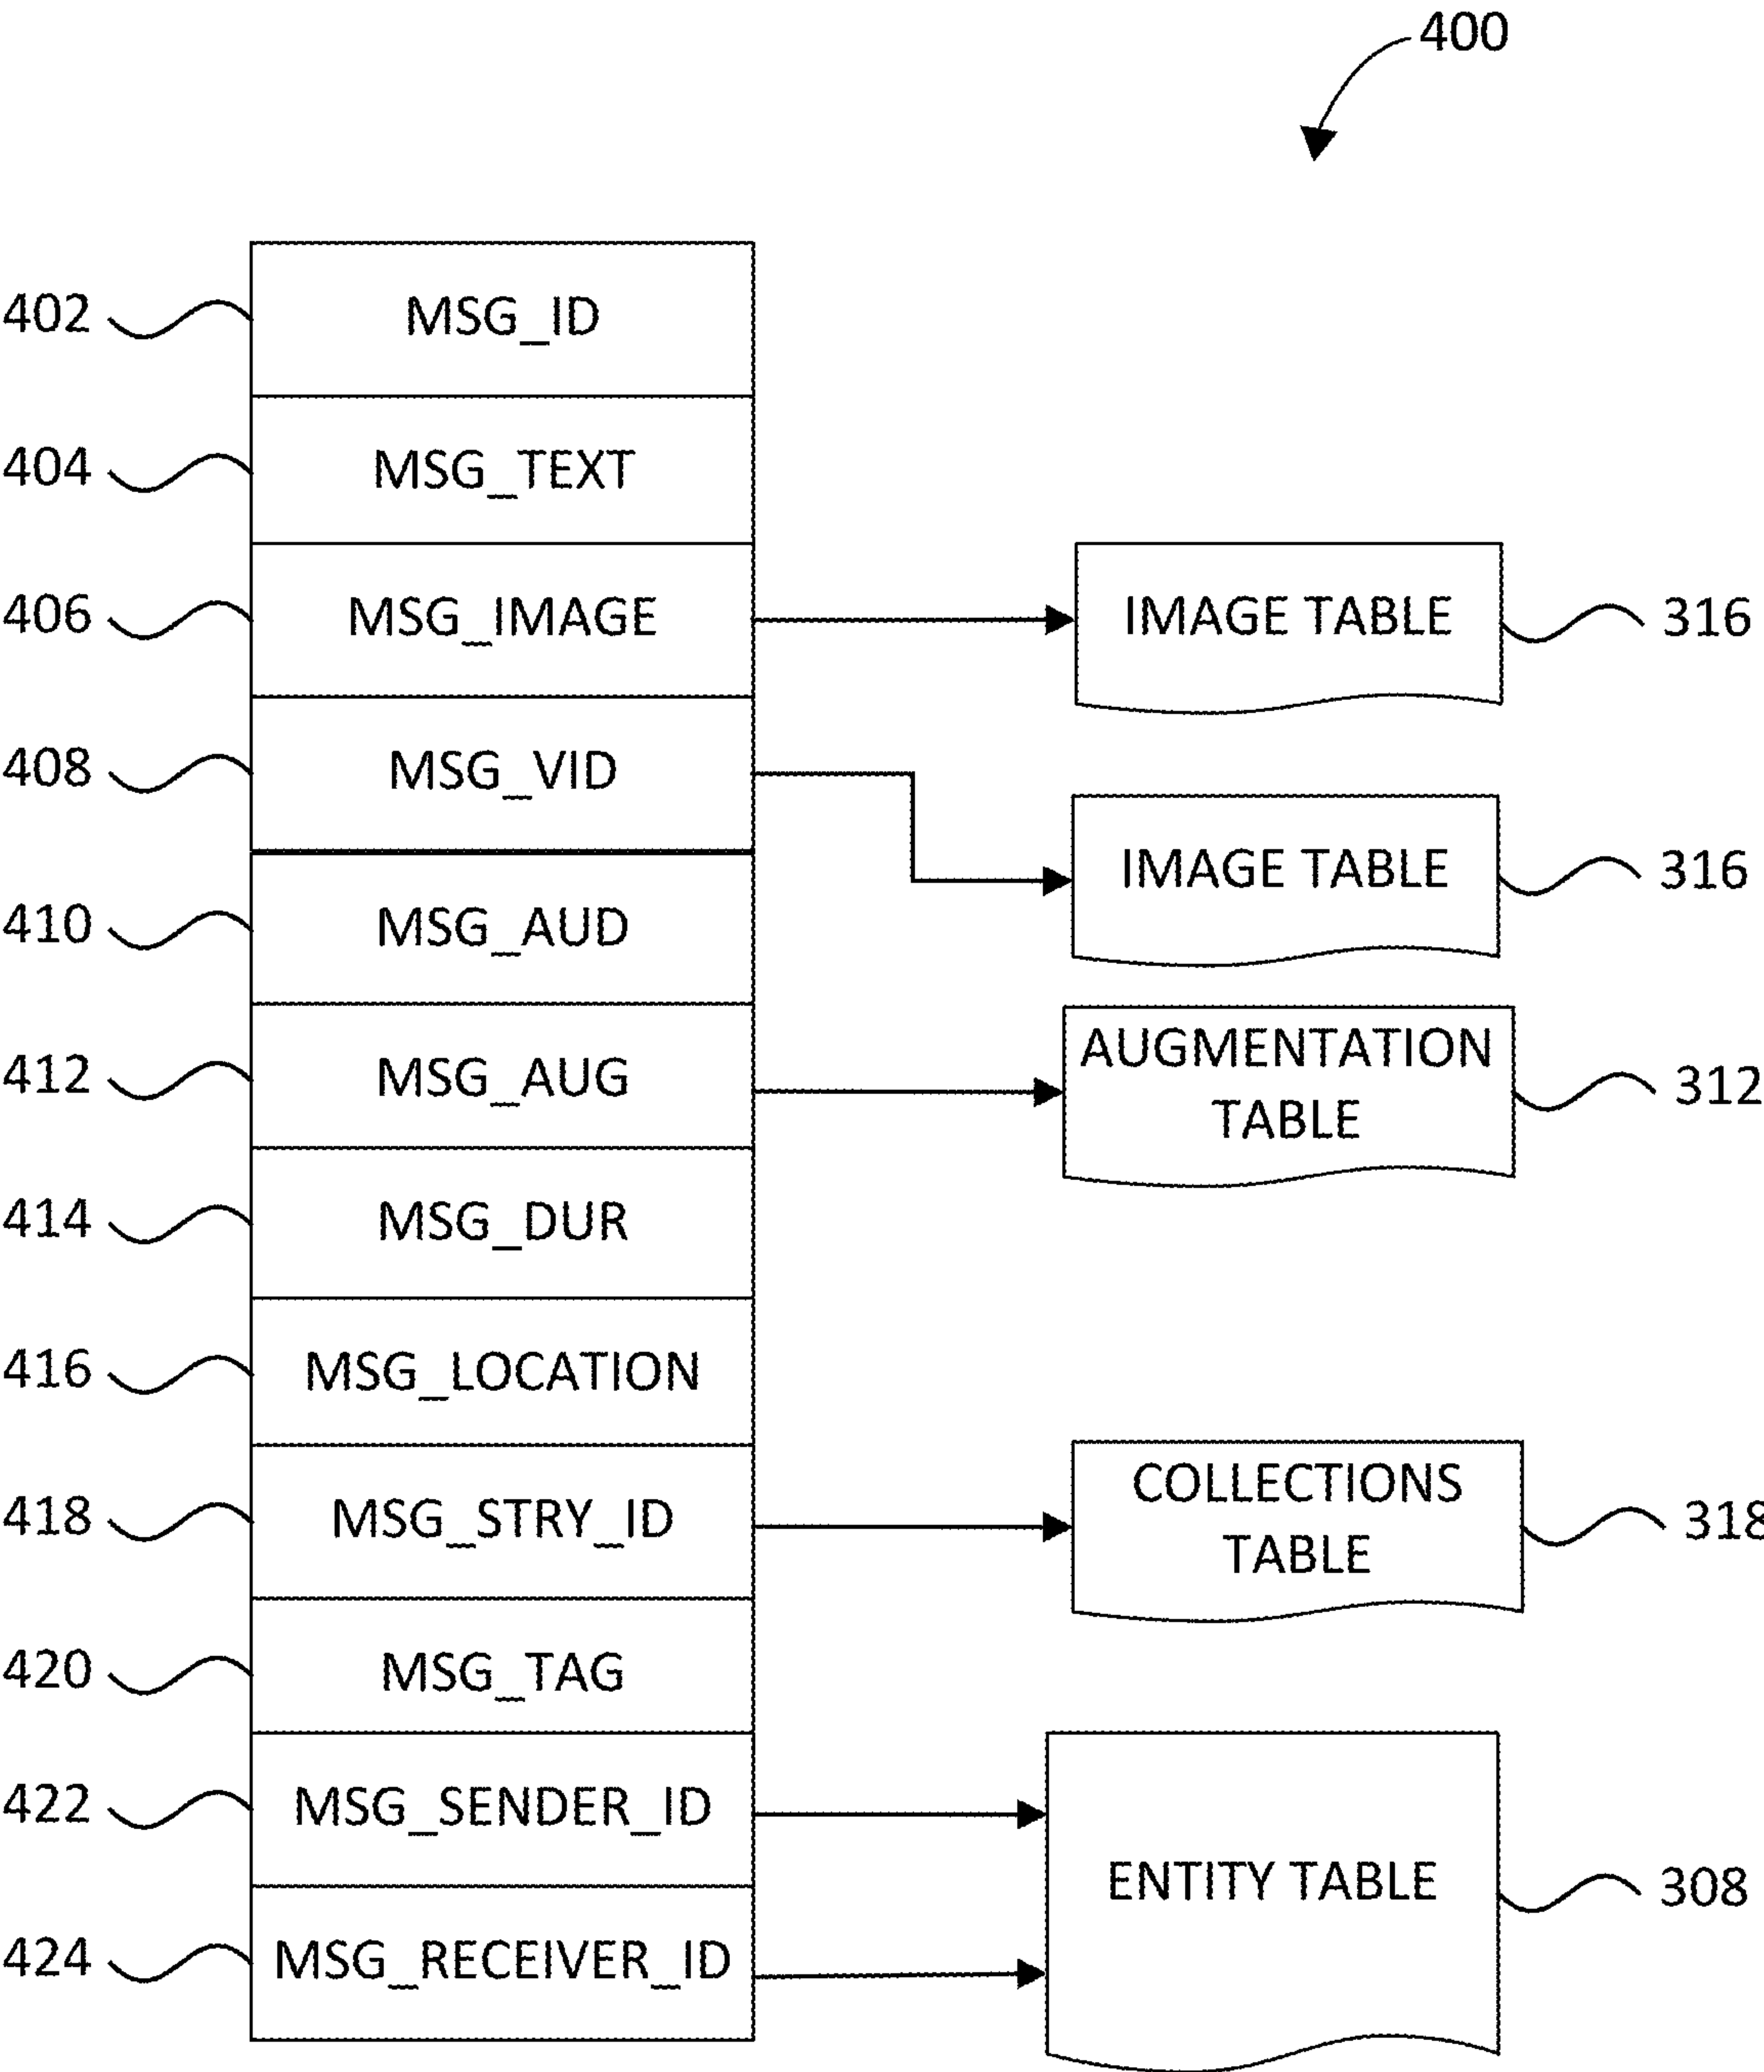 400
402 MSG_ID
404 MSG_TEXT
406 MSG_IMAGE IMAGE TABLE 316
408 MSG_VID
IMAGE TABLE 316
410 MSG_AUD
412 MSG_AUG AUGMENTATION
TABLE 312
414 MSG_DUR
416 MSG_LOCATION
418 MSG_STRY_ID COLLECTIONS
TABLE 318
420 MSG_TAG
422 MSG_SENDER_ID
ENTITY TABLE 308
424 MSG_RECEIVER_ID